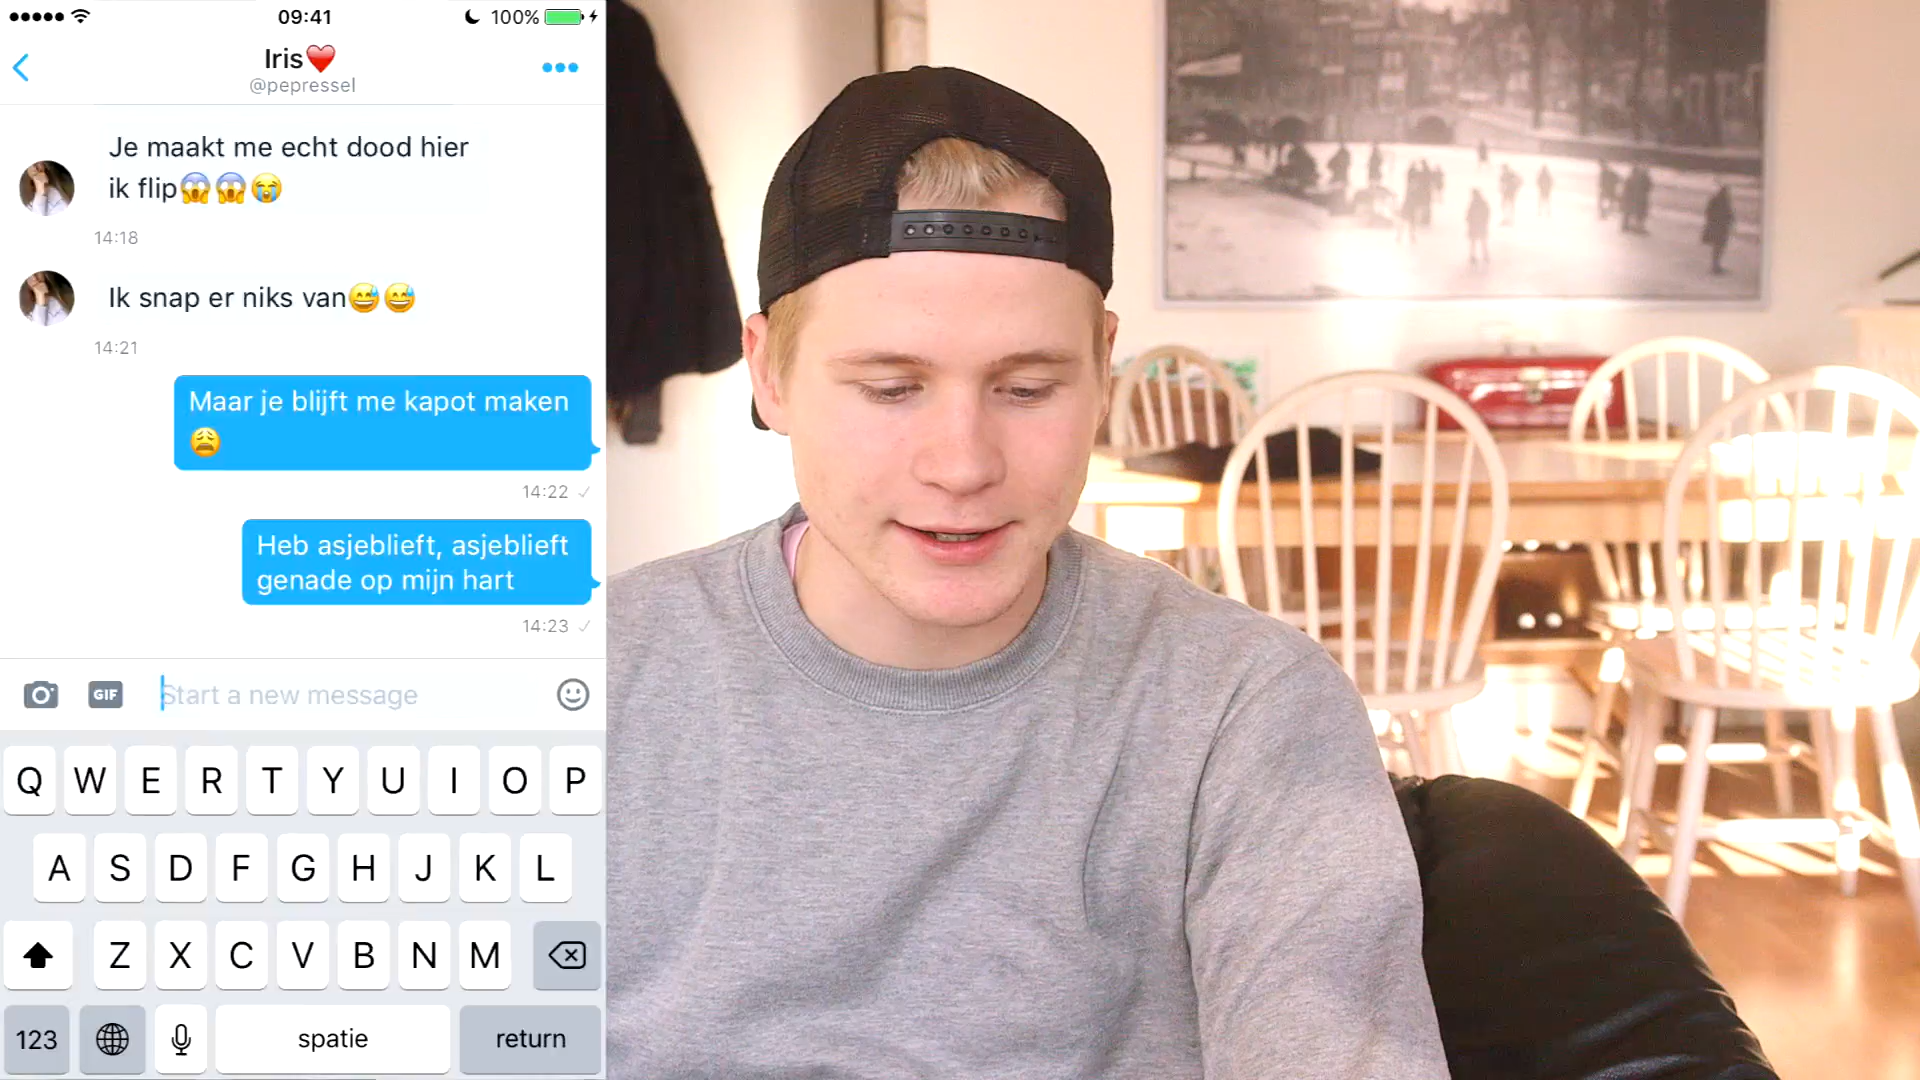 09:41
100%
Iris❤️
@pepressel
Je maakt me echt dood hier
ik flip😱😱😭
14:18
Ik snap er niks van😅😅
14:21
Maar je blijft me kapot maken
😩
14:22
Heb asjeblieft, asjeblieft
genade op mijn hart
14:23
GIF
Start a new message
Q W E R T Y U I O P
A S D F G H J K L
Z X C V B N M
123
spatie
return